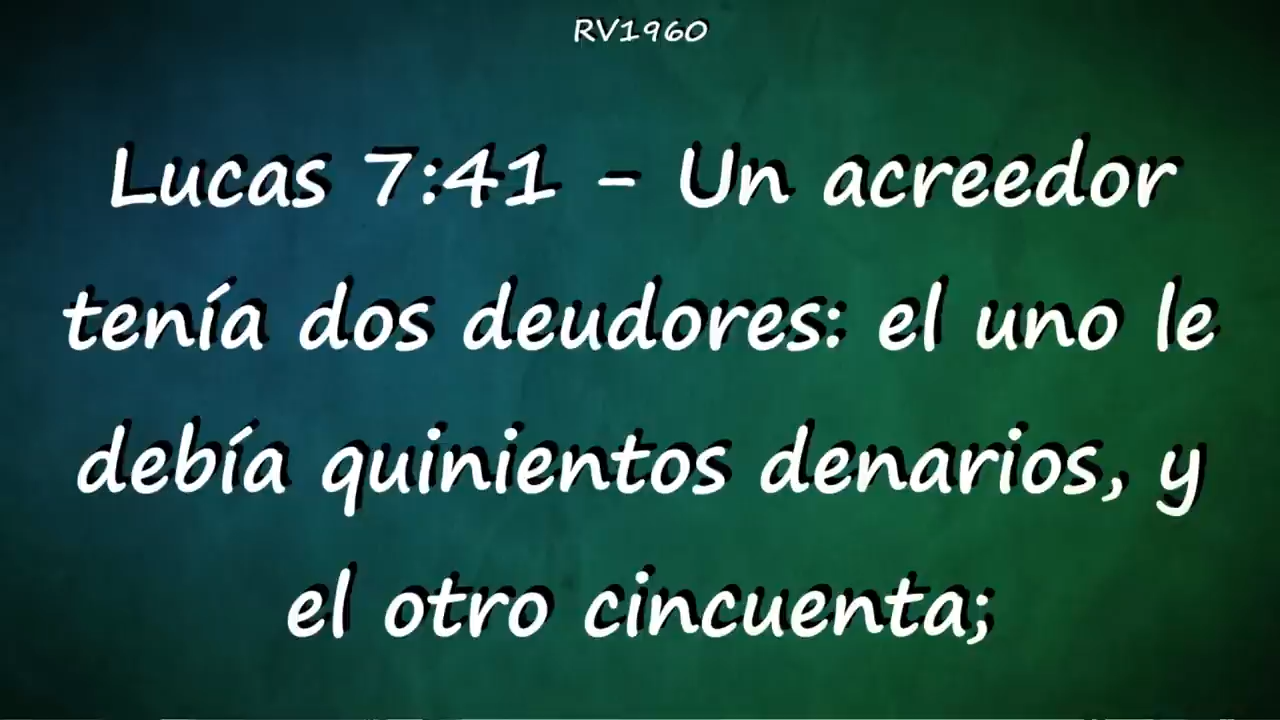 RV1960
Lucas 7:41 - Un acreedor
tenía dos deudores: el uno le
debía quinientos denarios, y
el otro cincuenta;